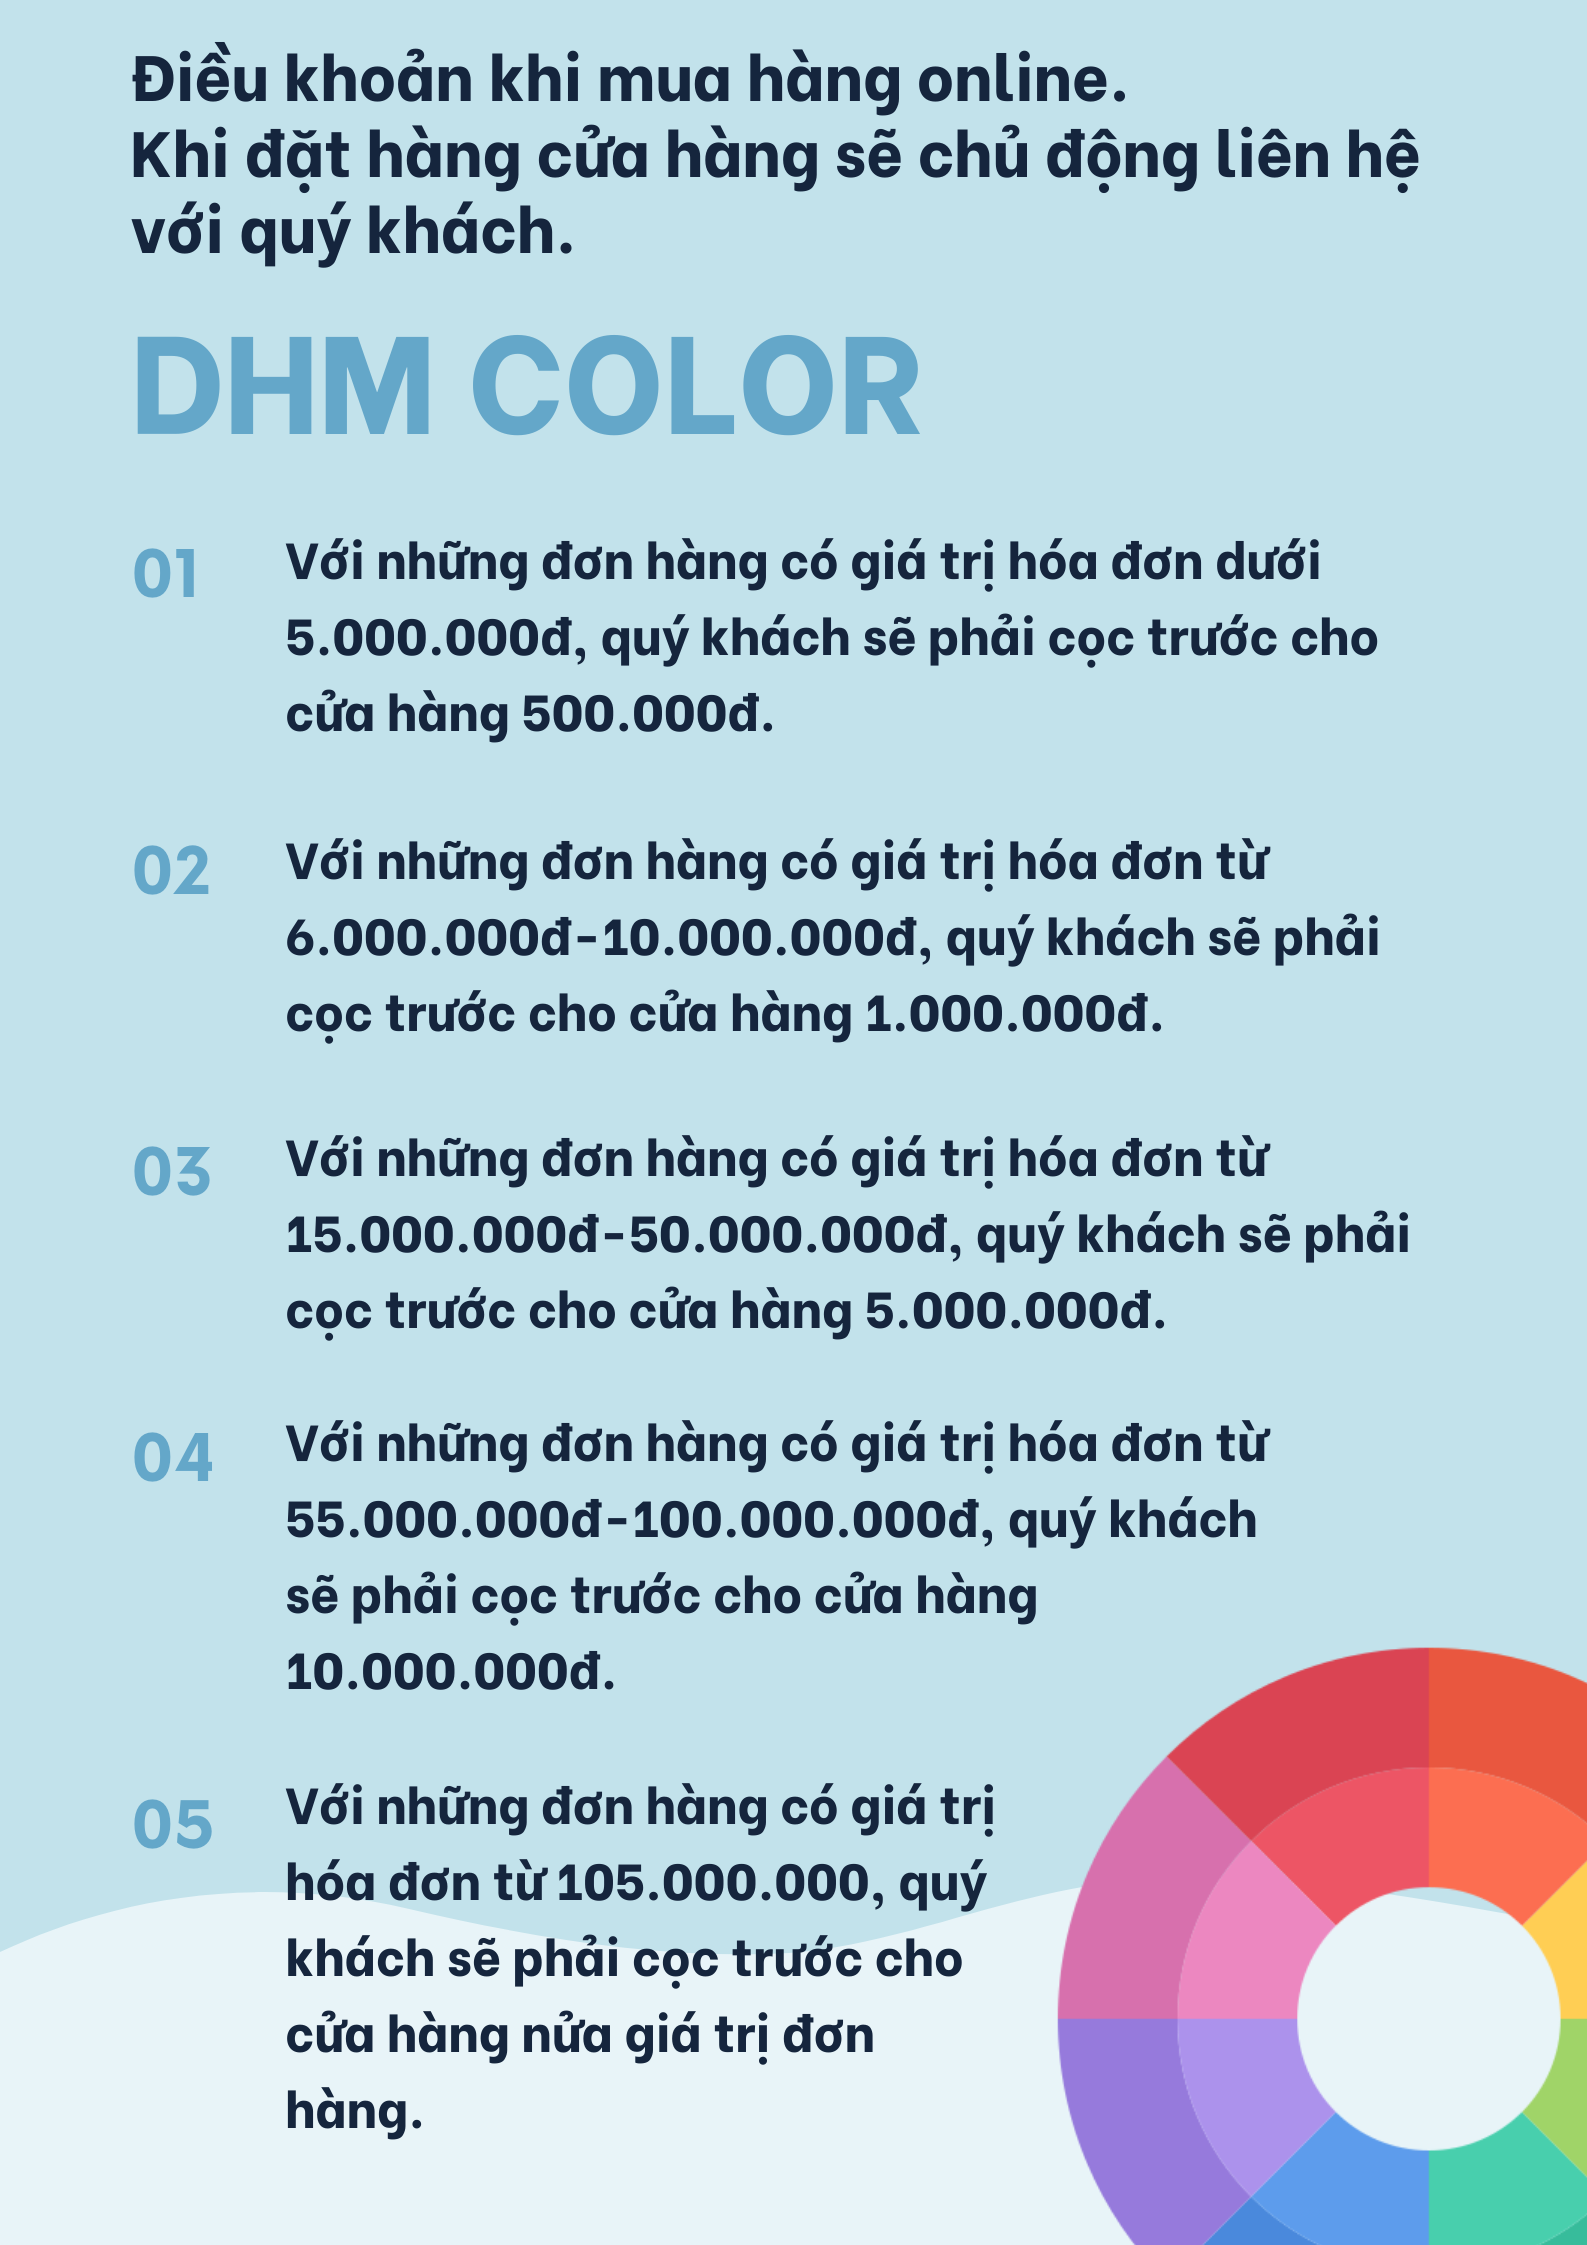 Điều khoản khi mua hàng online.
Khi đặt hàng cửa hàng sẽ chủ động liên hệ
với quý khách.
DHM COLOR
01 Với những đơn hàng có giá trị hóa đơn dưới
5.000.000đ, quý khách sẽ phải cọc trước cho
cửa hàng 500.000đ.
02 Với những đơn hàng có giá trị hóa đơn từ
6.000.000đ-10.000.000đ, quý khách sẽ phải
cọc trước cho cửa hàng 1.000.000đ.
03 Với những đơn hàng có giá trị hóa đơn từ
15.000.000đ-50.000.000đ, quý khách sẽ phải
cọc trước cho cửa hàng 5.000.000đ.
04 Với những đơn hàng có giá trị hóa đơn từ
55.000.000đ-100.000.000đ, quý khách
sẽ phải cọc trước cho cửa hàng
10.000.000đ.
05 Với những đơn hàng có giá trị
hóa đơn từ 105.000.000, quý
khách sẽ phải cọc trước cho
cửa hàng nửa giá trị đơn
hàng.